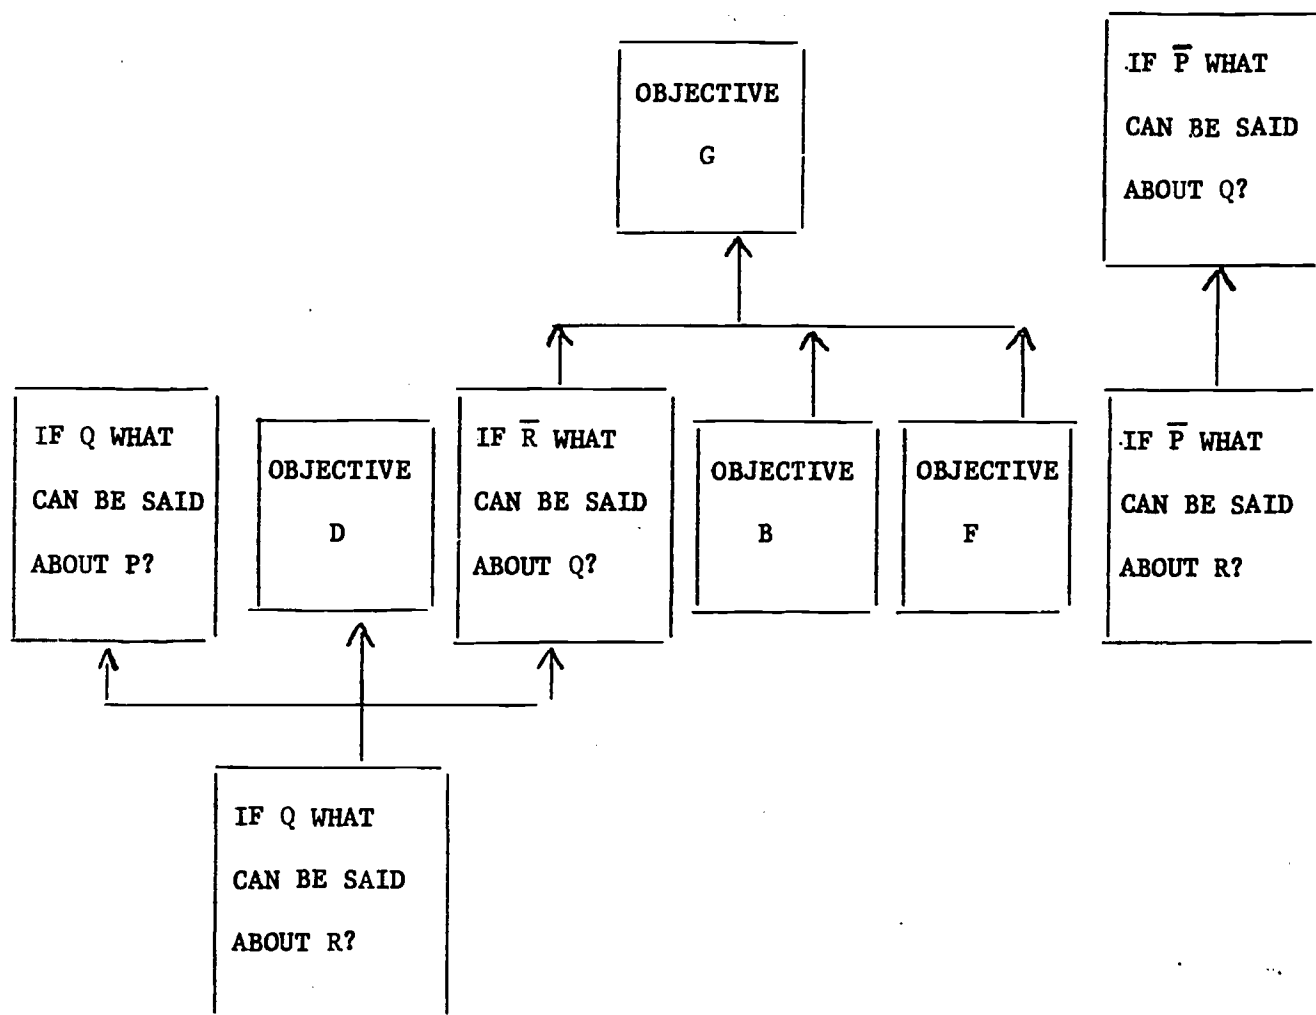 OBJECTIVE
G
IF P̅ WHAT
CAN BE SAID
ABOUT Q?
IF Q WHAT
CAN BE SAID
ABOUT P?
OBJECTIVE
D
IF R̅ WHAT
CAN BE SAID
ABOUT Q?
OBJECTIVE
B
OBJECTIVE
F
IF P̅ WHAT
CAN BE SAID
ABOUT R?
IF Q WHAT
CAN BE SAID
ABOUT R?